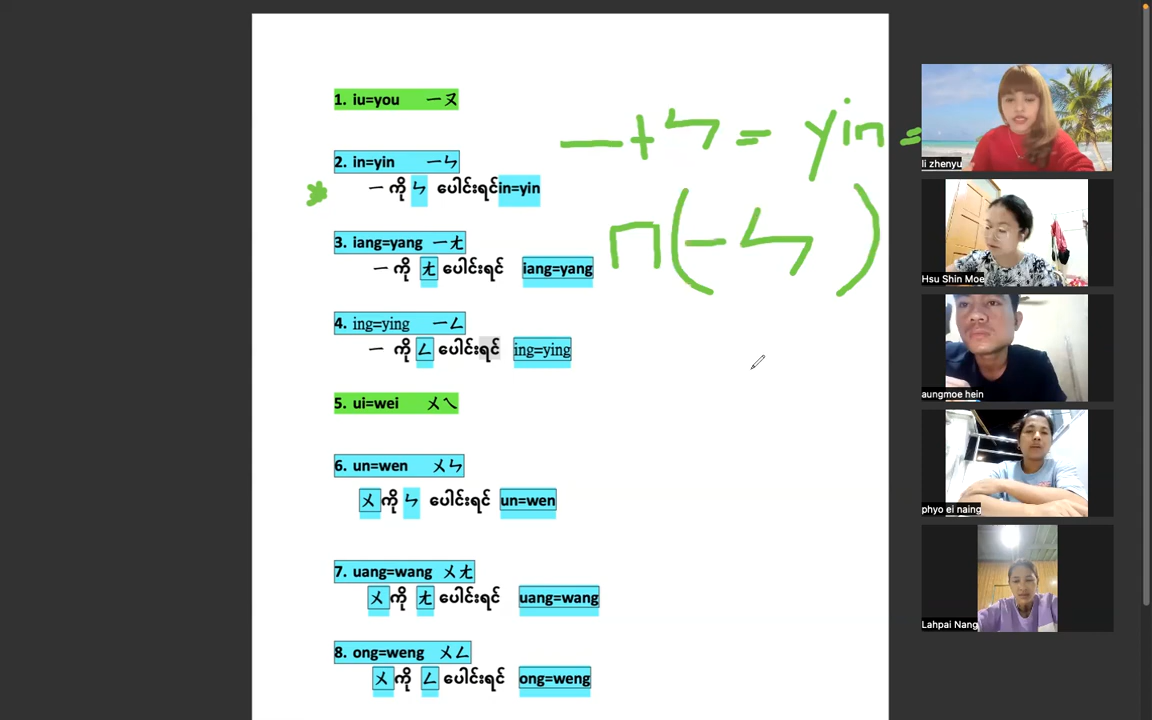 1. iu=you ㄧㄡ
2. in=yin ㄧㄣ
ㄧ ကို ㄣ ပေါင်းရင်in=yin
3. iang=yang ㄧㄤ
ㄧ ကို ㄤ ပေါင်းရင် iang=yang
4. ing=ying ㄧㄥ
ㄧ ကို ㄥ ပေါင်းရင် ing=ying
5. ui=wei ㄨㄟ
6. un=wen ㄨㄣ
ㄨကို ㄣ ပေါင်းရင် un=wen
7. uang=wang ㄨㄤ
ㄨကို ㄤ ပေါင်းရင် uang=wang
8. ong=weng ㄨㄥ
ㄨကို ㄥ ပေါင်းရင် ong=weng
ㄧ+ㄣ = yin =
ㄇ(ㄧㄣ)
li zhenyu
Hsu Shin Moe
aungmoe hein
phyo ei naing
Lahpai Nang